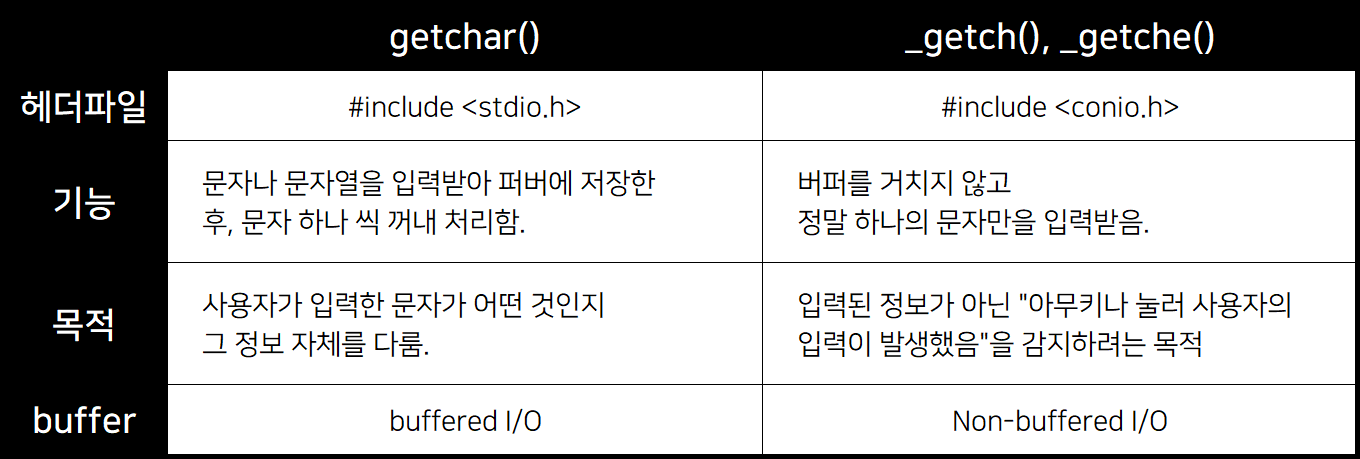 getchar()
_getch(), _getche()
헤더파일
#include <stdio.h>
#include <conio.h>
기능
문자나 문자열을 입력받아 퍼버에 저장한
후, 문자 하나 씩 꺼내 처리함.
버퍼를 거치지 않고
정말 하나의 문자만을 입력받음.
목적
사용자가 입력한 문자가 어떤 것인지
그 정보 자체를 다룸.
입력된 정보가 아닌 "아무키나 눌러 사용자의
입력이 발생했음"을 감지하려는 목적
buffer
buffered I/O
Non-buffered I/O